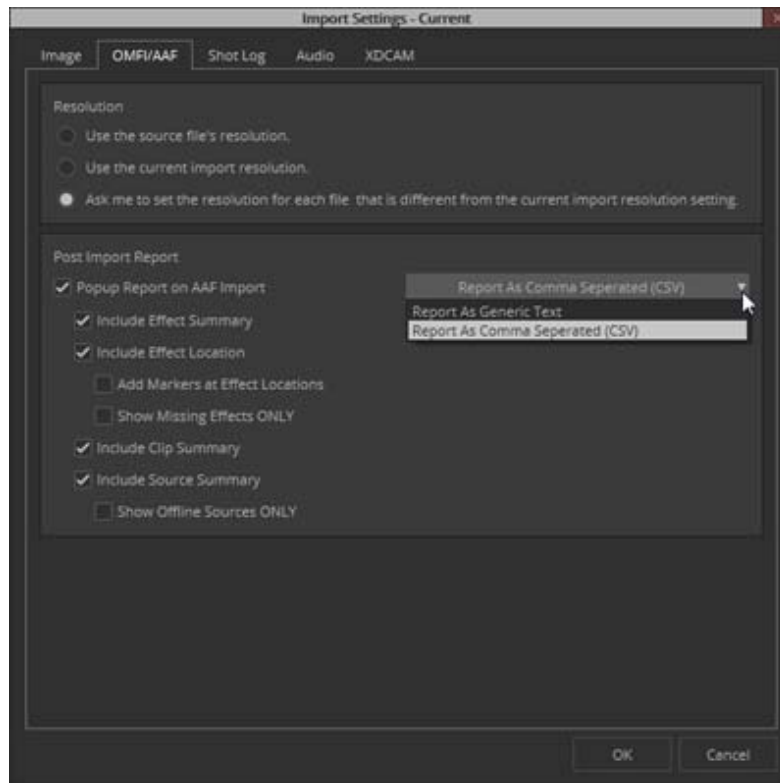 Import Settings - Current
Image OMFI/AAF Shot Log Audio XDCAM
Resolution
Use the source file's resolution.
Use the current import resolution.
Ask me to set the resolution for each file that is different from the current import resolution setting.
Post Import Report
Popup Report on AAF Import Report As Comma Seperated (CSV)
Report As Generic Text
Include Effect Summary
Report As Comma Seperated (CSV)
Include Effect Location
Add Markers at Effect Locations
Show Missing Effects ONLY
Include Clip Summary
Include Source Summary
Show Offline Sources ONLY
OK Cancel